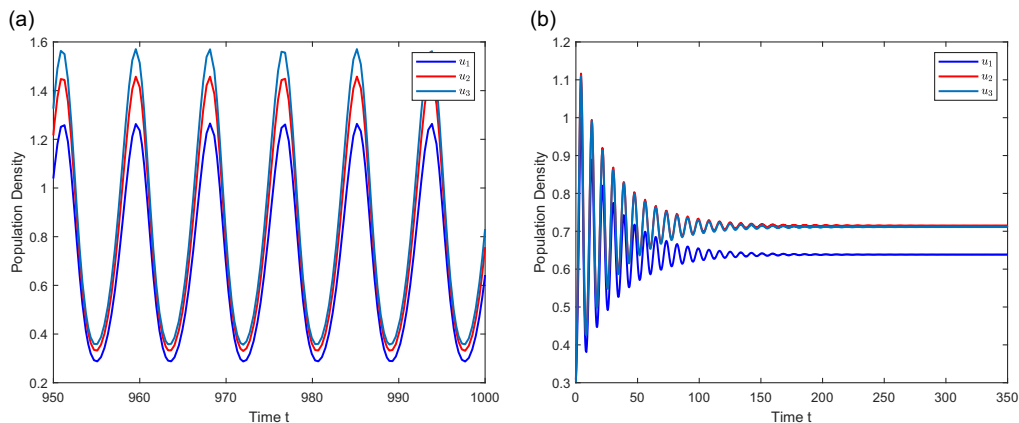 (a)
1.6
1.4
1.2
1
0.8
0.6
0.4
0.2
Population Density
950
960
970
980
990
1000
Time t
u₁
u₂
u₃
(b)
1.2
1.1
1
0.9
0.8
0.7
0.6
0.5
0.4
0.3
Population Density
0
50
100
150
200
250
300
350
Time t
u₁
u₂
u₃